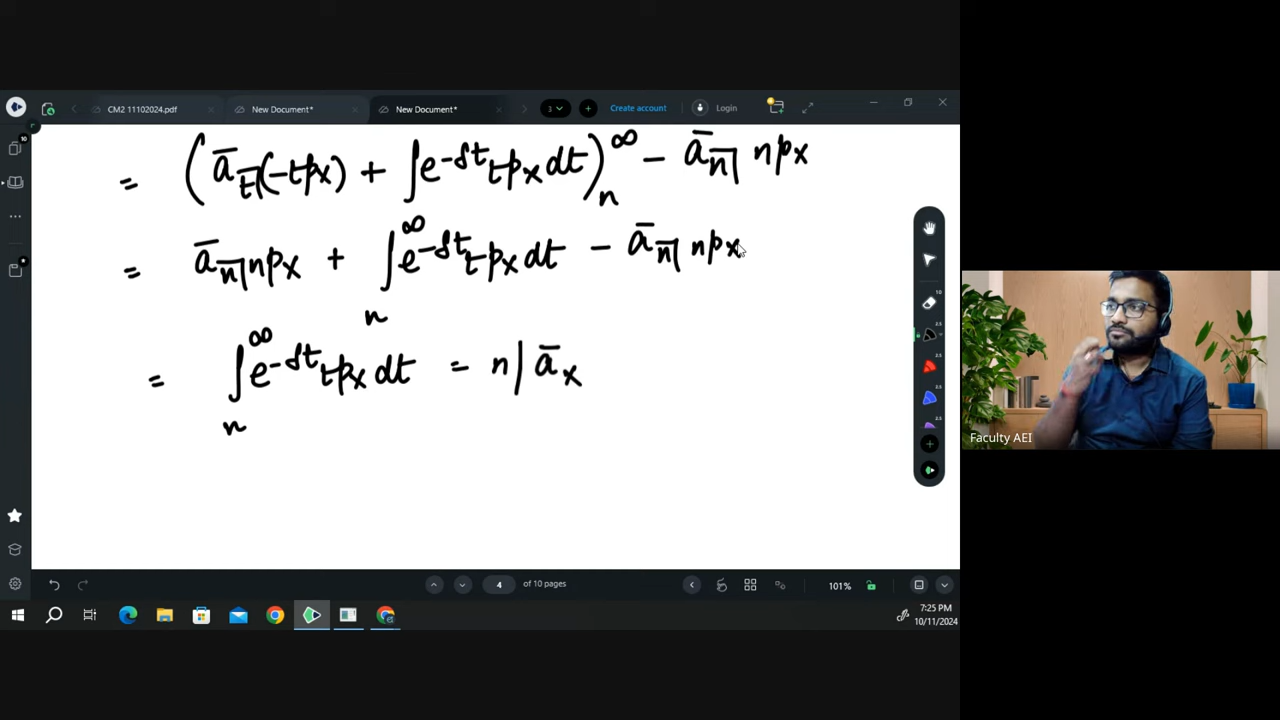 CM2 11102024.pdf
New Document*
New Document*
3
Create account
Login
= (ā_t̅|(-tpx) + ∫e^-δt tpx dt)_n^∞ - ā_n̅| npx
= ā_n̅| npx + ∫_n^∞ e^-δt tpx dt - ā_n̅| npx
= ∫_n^∞ e^-δt tpx dt = n| ā_x
Faculty AEI
4 of 10 pages
101%
7:25 PM
10/11/2024